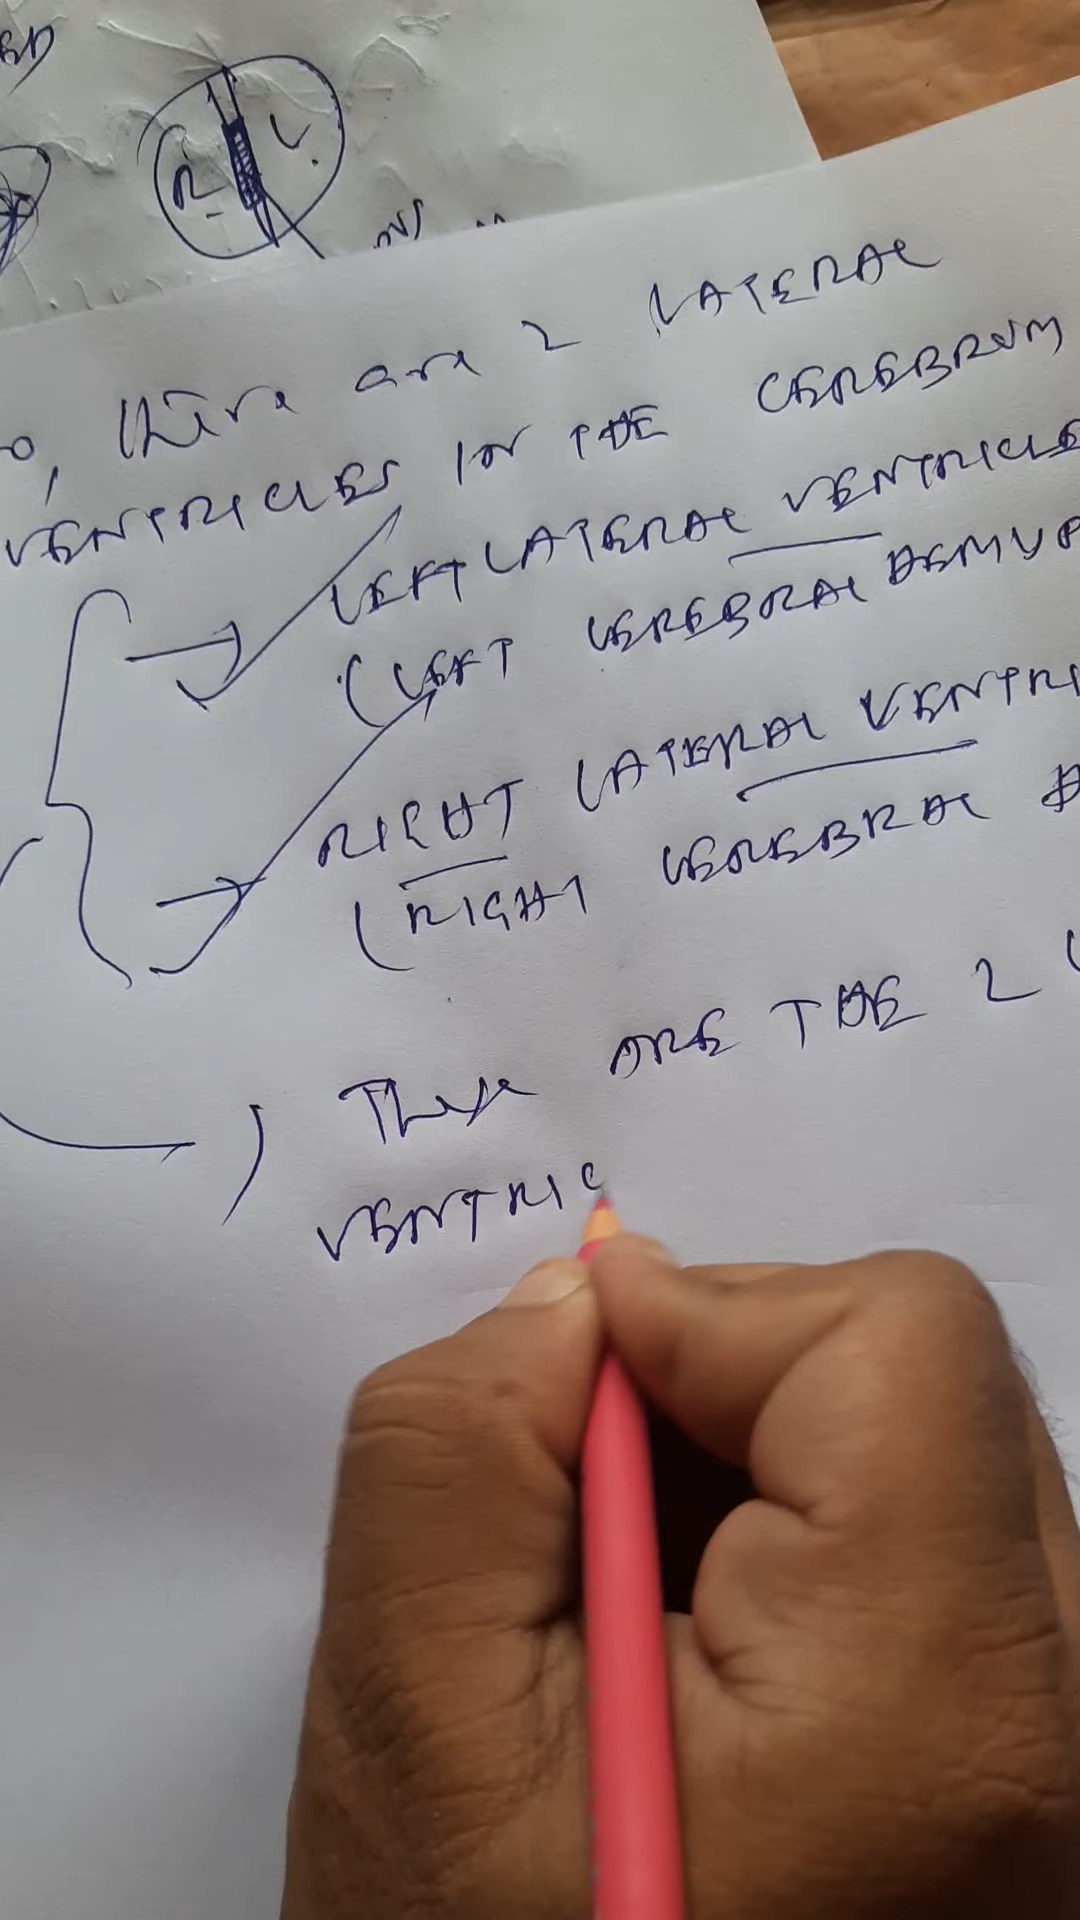 R L
there are 2 LATERAL
VENTRICLES IN THE CEREBRUM
LEFT LATERAL VENTRICLE
(LEFT CEREBRAL HEMISP
RIGHT LATERAL VENTRI
(RIGHT CEREBRAL H
These ARE THE 2 L
VENTRIC